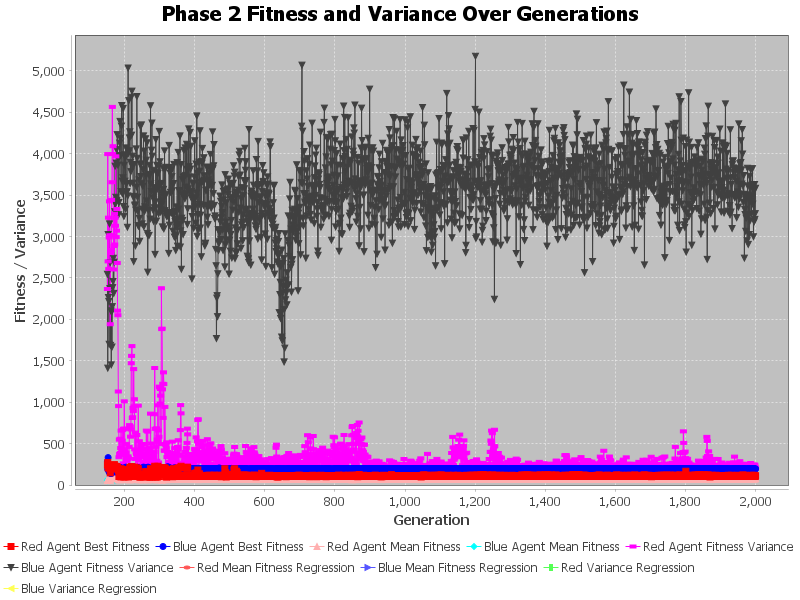 Phase 2 Fitness and Variance Over Generations
5,000
4,500
4,000
3,500
3,000
2,500
2,000
1,500
1,000
500
0
Fitness / Variance
200 400 600 800 1,000 1,200 1,400 1,600 1,800 2,000
Generation
Red Agent Best Fitness Blue Agent Best Fitness Red Agent Mean Fitness Blue Agent Mean Fitness Red Agent Fitness Variance
Blue Agent Fitness Variance Red Mean Fitness Regression Blue Mean Fitness Regression Red Variance Regression
Blue Variance Regression